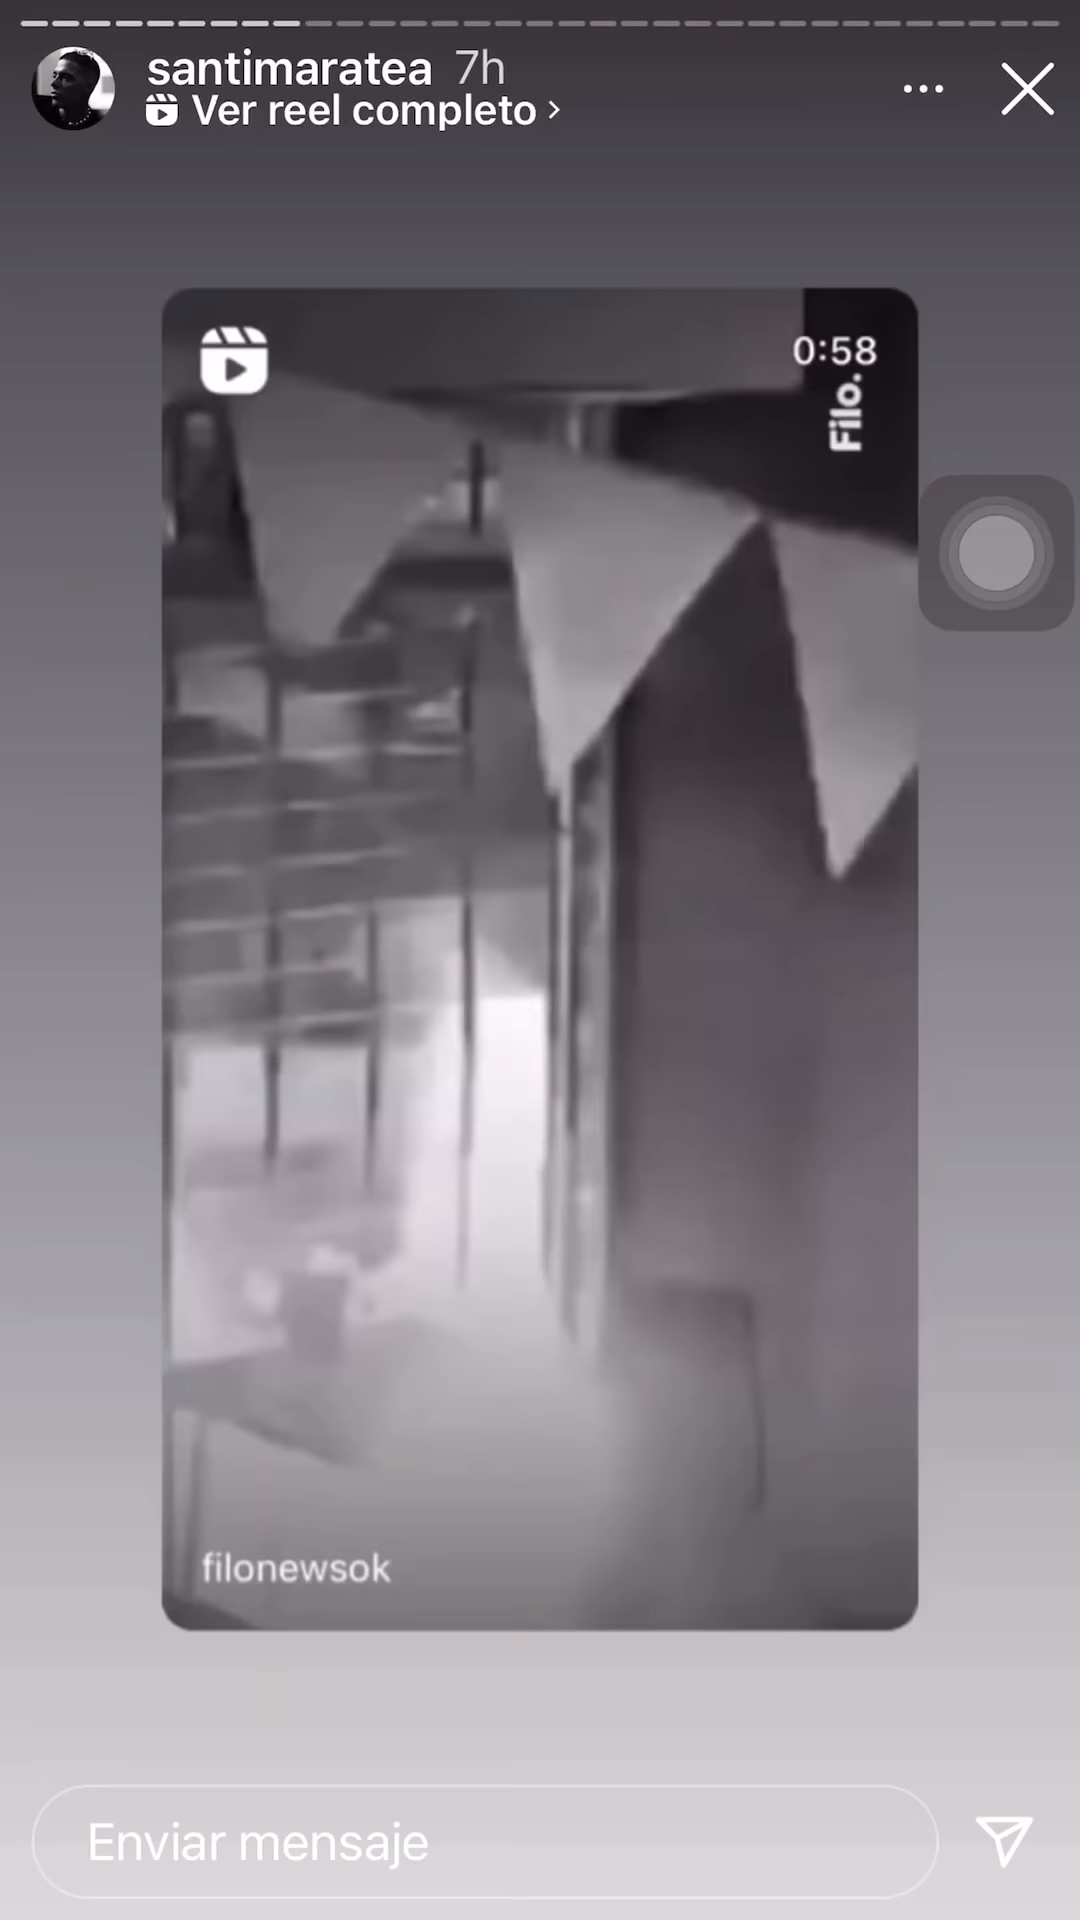 santimaratea 7h
Ver reel completo
0:58
Filo.
filonewsok
Enviar mensaje